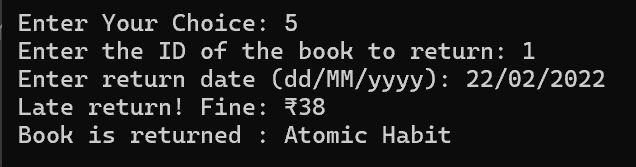 Enter Your Choice: 5
Enter the ID of the book to return: 1
Enter return date (dd/MM/yyyy): 22/02/2022
Late return! Fine: ₹38
Book is returned : Atomic Habit